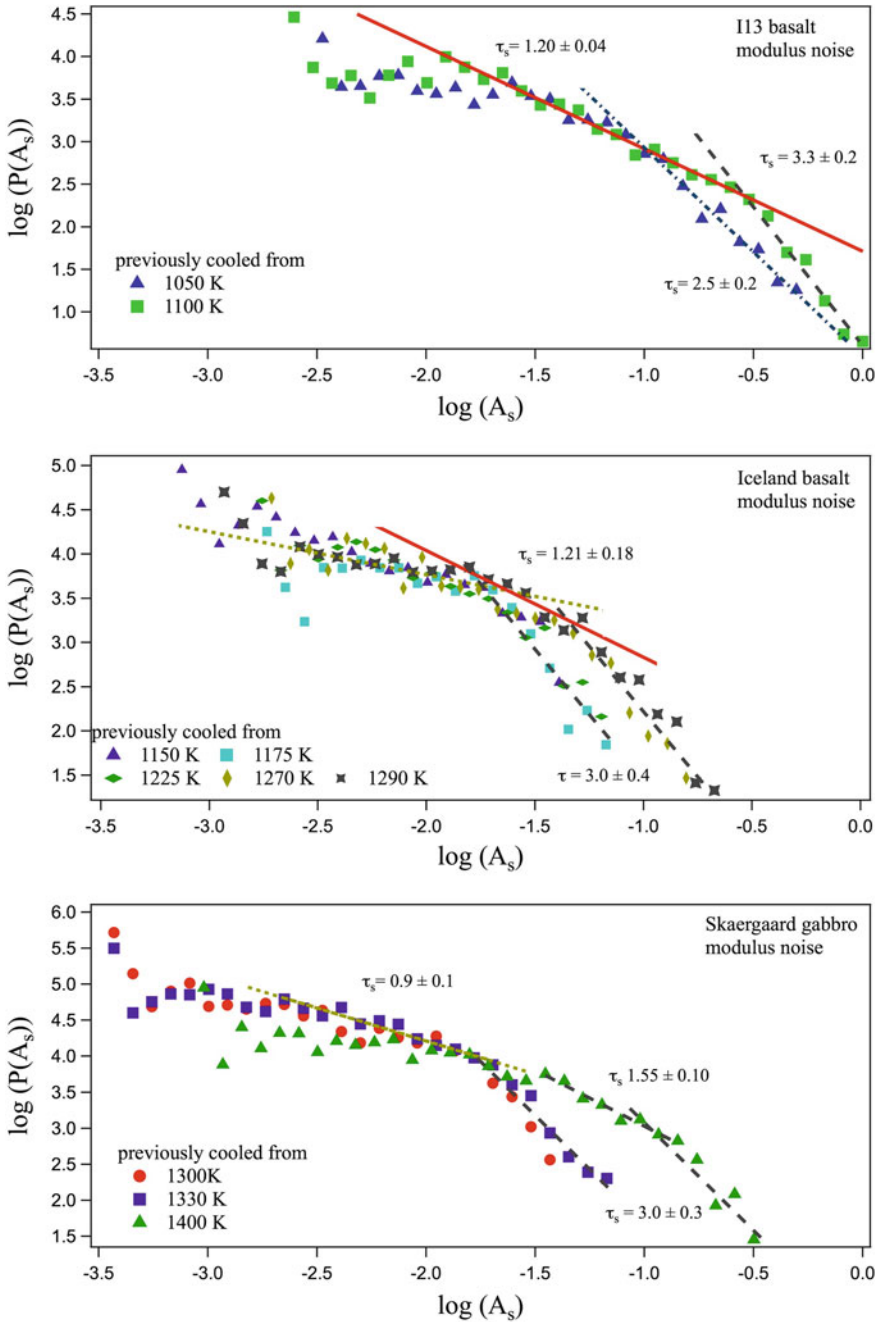 4.5
4.0
3.5
3.0
2.5
2.0
1.5
1.0
log (P(Aₛ))
τₛ= 1.20 ± 0.04
I13 basalt
modulus noise
τₛ = 3.3 ± 0.2
τₛ = 2.5 ± 0.2
previously cooled from
1050 K
1100 K
-3.5 -3.0 -2.5 -2.0 -1.5 -1.0 -0.5 0.0
log (Aₛ)
5.0
4.5
4.0
3.5
3.0
2.5
2.0
1.5
log (P(Aₛ))
Iceland basalt
modulus noise
τₛ = 1.21 ± 0.18
previously cooled from
1150 K 1175 K
1225 K 1270 K 1290 K
τ = 3.0 ± 0.4
-3.5 -3.0 -2.5 -2.0 -1.5 -1.0 -0.5 0.0
log (Aₛ)
6.0
5.5
5.0
4.5
4.0
3.5
3.0
2.5
2.0
1.5
log (P(Aₛ))
Skaergaard gabbro
modulus noise
τₛ = 0.9 ± 0.1
τₛ 1.55 ± 0.10
previously cooled from
1300K
1330 K
1400 K
τₛ = 3.0 ± 0.3
-3.5 -3.0 -2.5 -2.0 -1.5 -1.0 -0.5 0.0
log (Aₛ)